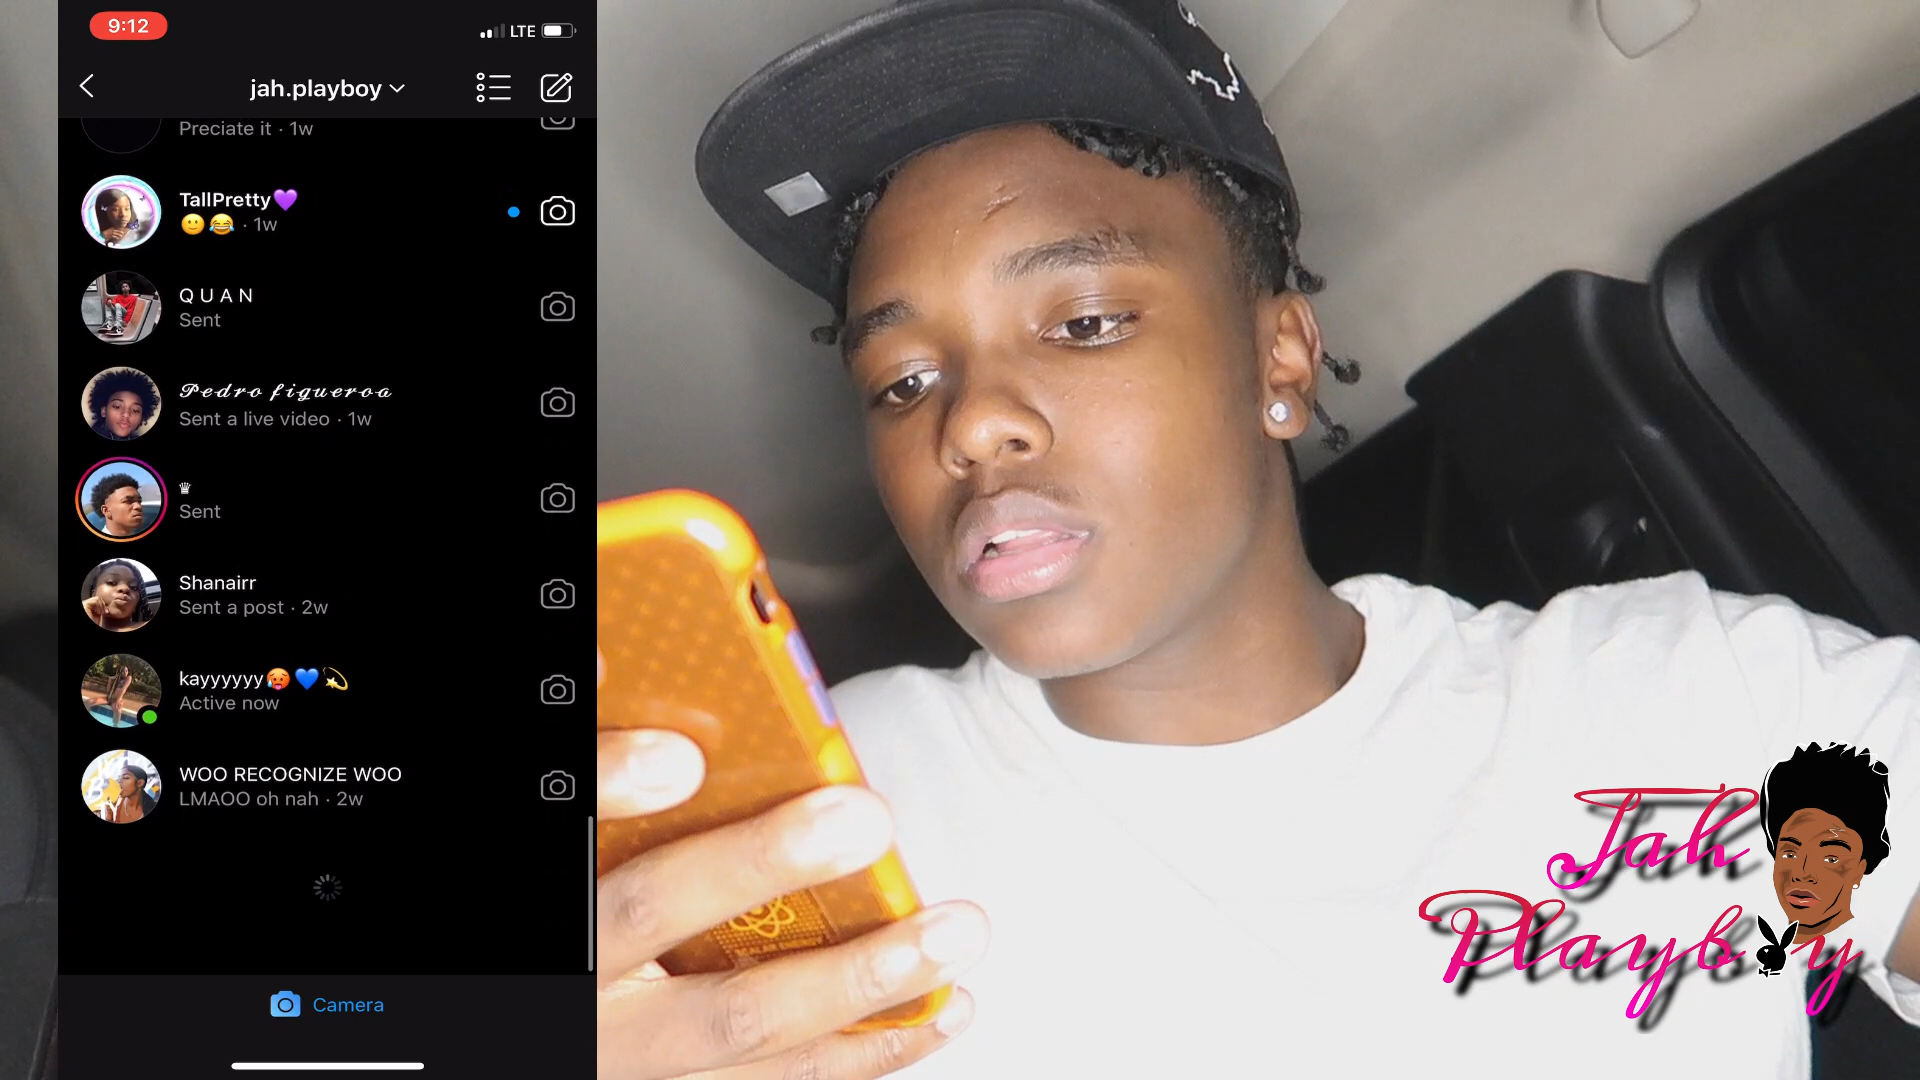 9:12
LTE
jah.playboy
Preciate it · 1w
TallPretty💜
🙂😂 · 1w
Q U A N
Sent
𝓟𝓮𝓭𝓻𝓸 𝓯𝓲𝓰𝓾𝓮𝓻𝓸𝓪
Sent a live video · 1w
♛
Sent
Shanairr
Sent a post · 2w
kayyyyyy🥵💙💫
Active now
WOO RECOGNIZE WOO
LMAOO oh nah · 2w
Camera
Jah
Playboy